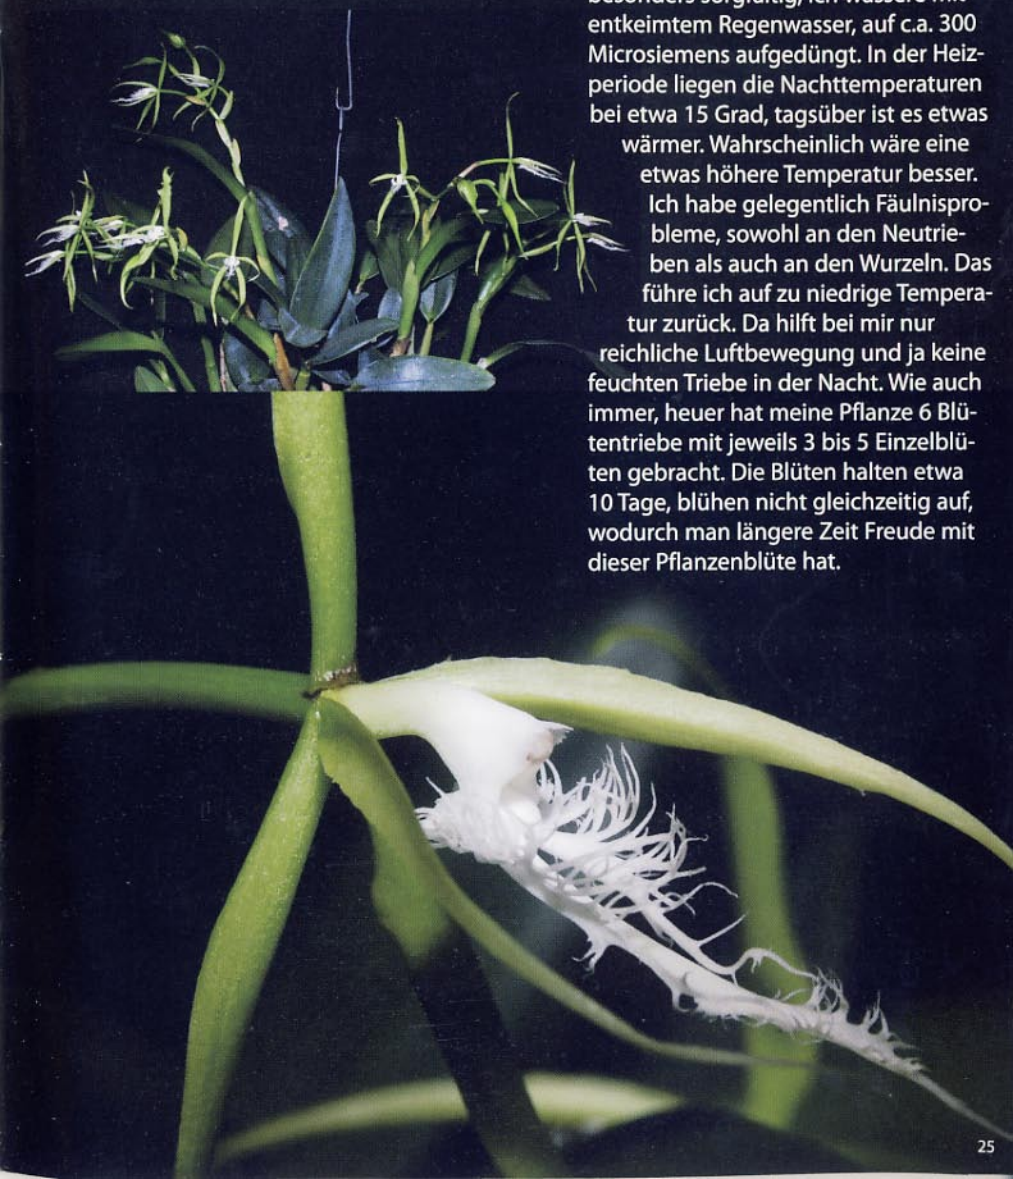 besonders sorgfältig, ich wässere mit
entkeimtem Regenwasser, auf c.a. 300
Microsiemens aufgedüngt. In der Heiz-
periode liegen die Nachttemperaturen
bei etwa 15 Grad, tagsüber ist es etwas
wärmer. Wahrscheinlich wäre eine
etwas höhere Temperatur besser.
Ich habe gelegentlich Fäulnispro-
bleme, sowohl an den Neutrie-
ben als auch an den Wurzeln. Das
führe ich auf zu niedrige Tempera-
tur zurück. Da hilft bei mir nur
reichliche Luftbewegung und ja keine
feuchten Triebe in der Nacht. Wie auch
immer, heuer hat meine Pflanze 6 Blü-
tentriebe mit jeweils 3 bis 5 Einzelblü-
ten gebracht. Die Blüten halten etwa
10 Tage, blühen nicht gleichzeitig auf,
wodurch man längere Zeit Freude mit
dieser Pflanzenblüte hat.
25